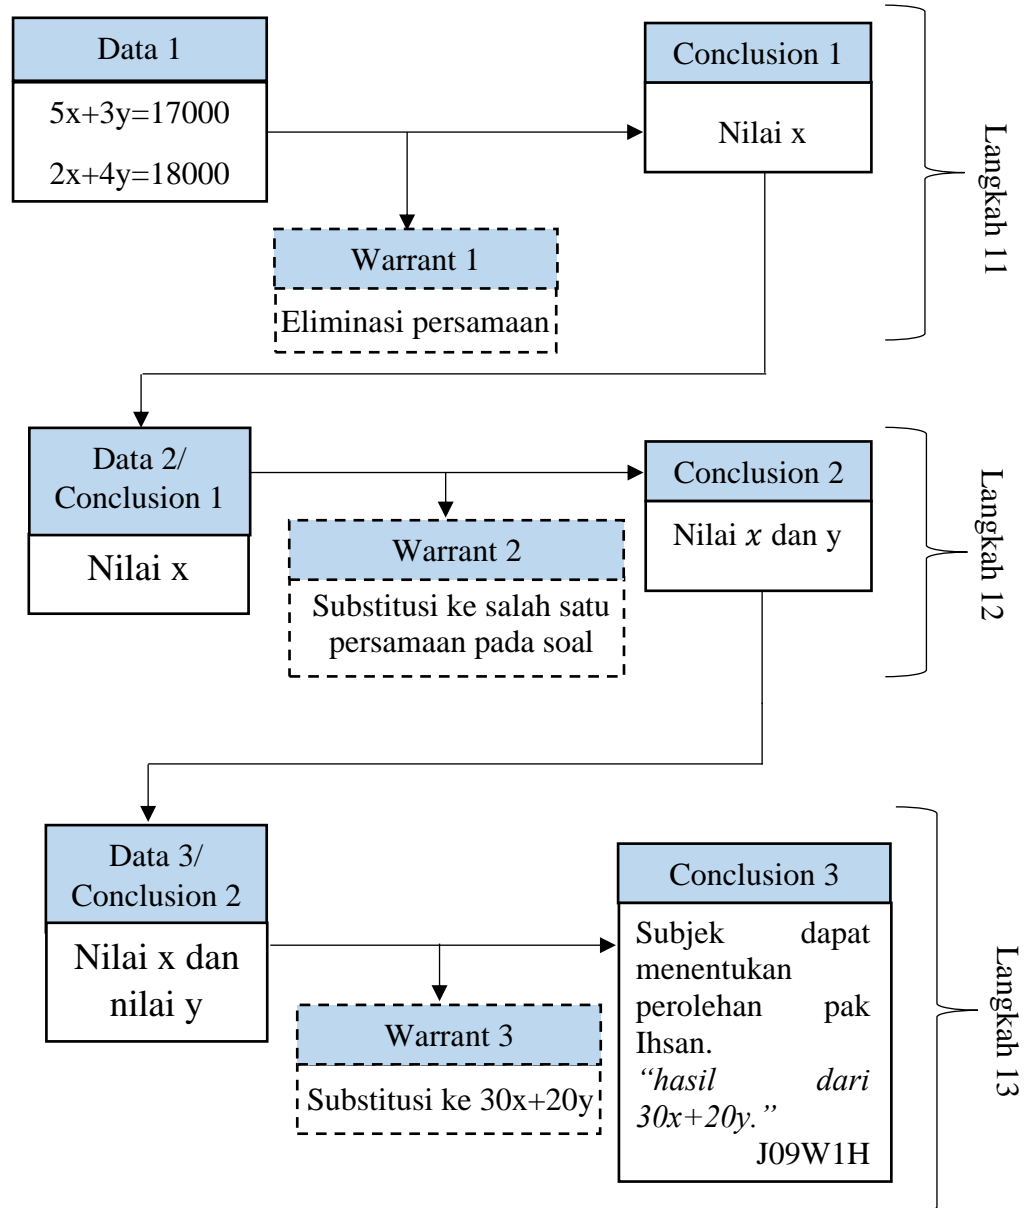 Data 1
5x+3y=17000
2x+4y=18000
Conclusion 1
Nilai x
Warrant 1
Eliminasi persamaan
Langkah 11
Data 2/
Conclusion 1
Nilai x
Conclusion 2
Nilai x dan y
Warrant 2
Substitusi ke salah satu
persamaan pada soal
Langkah 12
Data 3/
Conclusion 2
Nilai x dan
nilai y
Conclusion 3
Subjek dapat
menentukan
perolehan pak
Ihsan.
“hasil dari
30x+20y.”
J09W1H
Warrant 3
Substitusi ke 30x+20y
Langkah 13